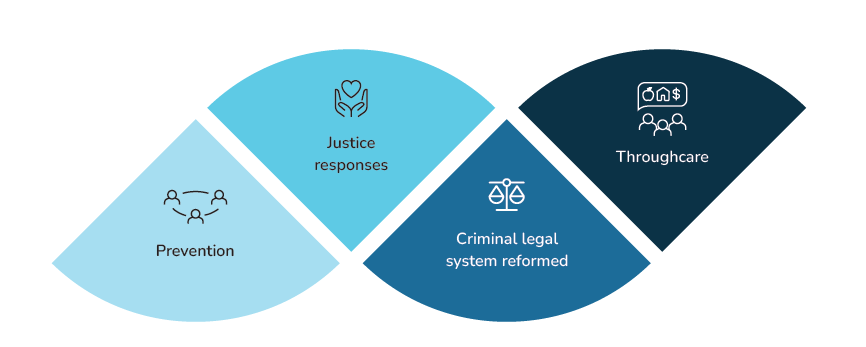 Prevention
Justice
responses
Criminal legal
system reformed
$
Throughcare